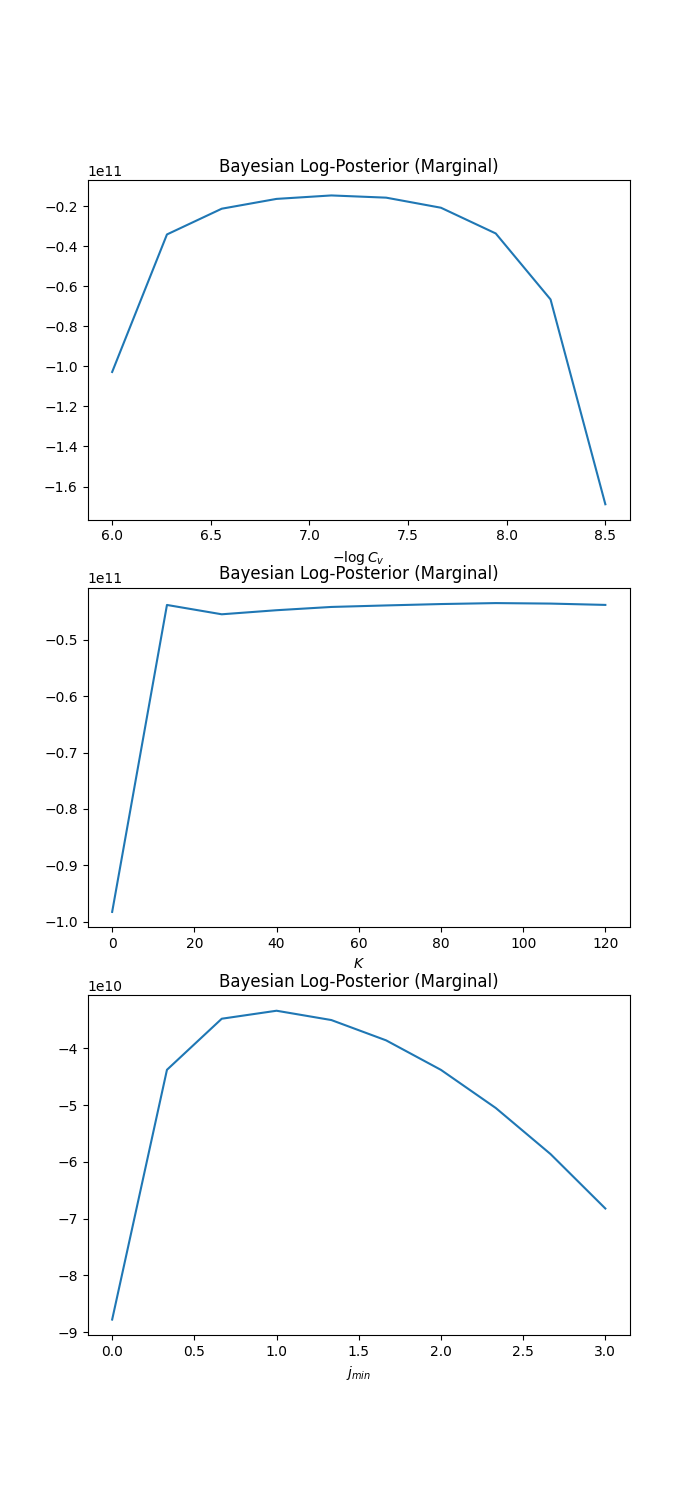 Bayesian Log-Posterior (Marginal)
1e11
−0.2
−0.4
−0.6
−0.8
−1.0
−1.2
−1.4
−1.6
6.0 6.5 7.0 7.5 8.0 8.5
−log C_v
Bayesian Log-Posterior (Marginal)
1e11
−0.5
−0.6
−0.7
−0.8
−0.9
−1.0
0 20 40 60 80 100 120
K
Bayesian Log-Posterior (Marginal)
1e10
−4
−5
−6
−7
−8
−9
0.0 0.5 1.0 1.5 2.0 2.5 3.0
j_min